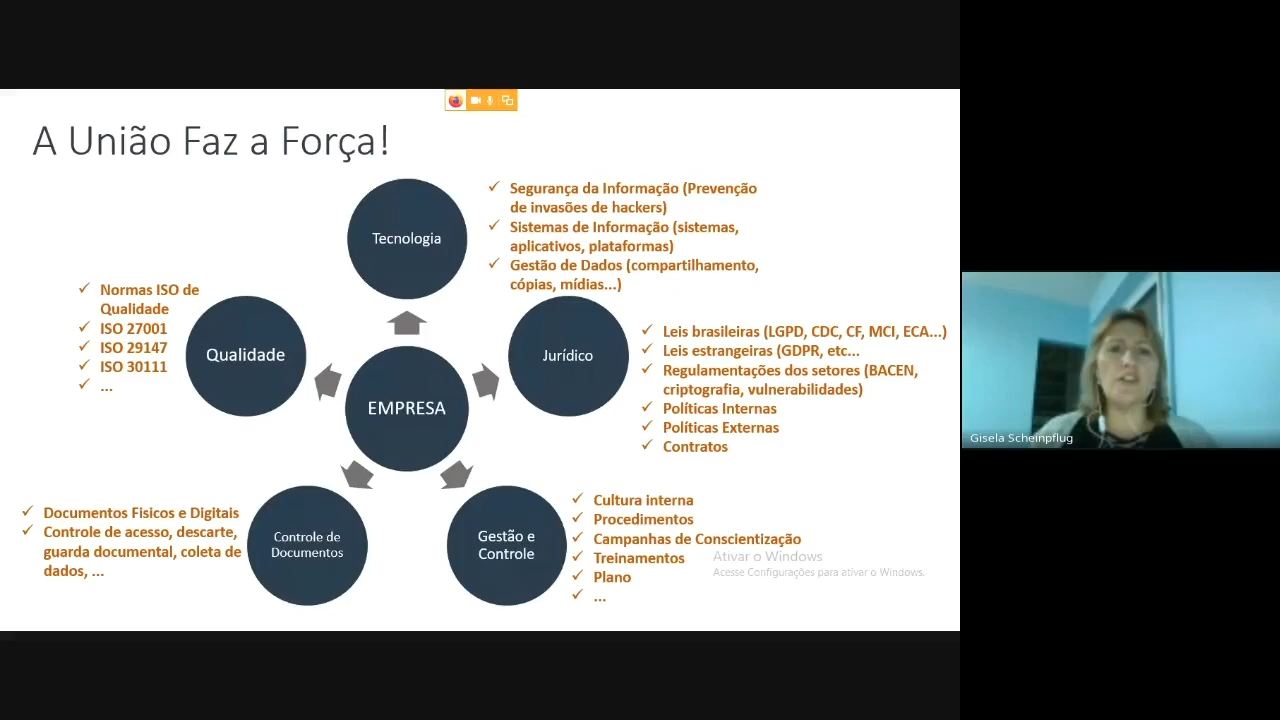 A União Faz a Força!
Tecnologia
✓ Segurança da Informação (Prevenção
de invasões de hackers)
✓ Sistemas de Informação (sistemas,
aplicativos, plataformas)
✓ Gestão de Dados (compartilhamento,
cópias, mídias...)
✓ Normas ISO de
Qualidade
✓ ISO 27001
✓ ISO 29147
✓ ISO 30111
✓ ...
Qualidade
Jurídico
✓ Leis brasileiras (LGPD, CDC, CF, MCI, ECA...)
✓ Leis estrangeiras (GDPR, etc...
✓ Regulamentações dos setores (BACEN,
criptografia, vulnerabilidades)
✓ Políticas Internas
✓ Políticas Externas
✓ Contratos
EMPRESA
✓ Documentos Fisicos e Digitais
✓ Controle de acesso, descarte,
guarda documental, coleta de
dados, ...
Controle de
Documentos
Gestão e
Controle
✓ Cultura interna
✓ Procedimentos
✓ Campanhas de Conscientização
✓ Treinamentos
✓ Plano
✓ ...
Ativar o Windows
Acesse Configurações para ativar o Windows.
Gisela Scheinpflug